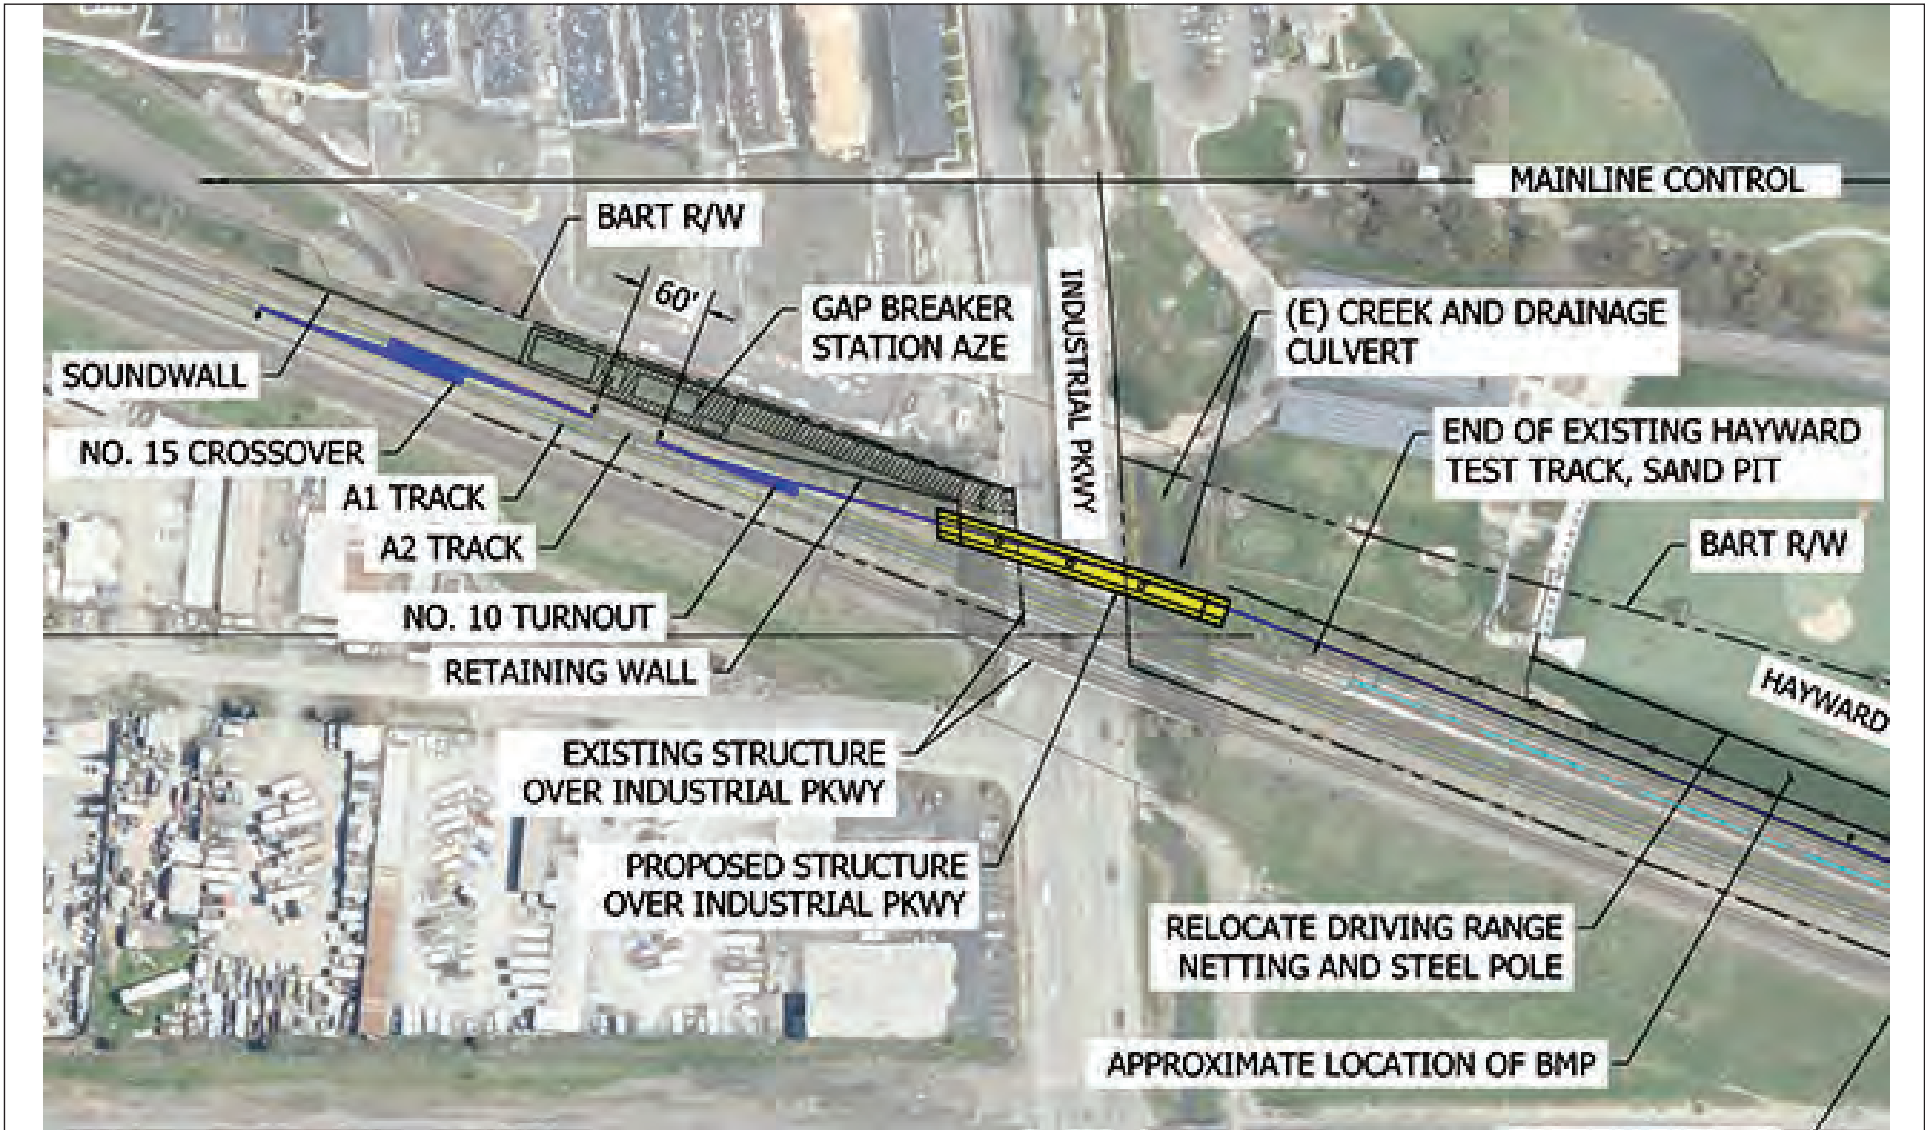 MAINLINE CONTROL
BART R/W
60'
GAP BREAKER
STATION AZE
INDUSTRIAL PKWY
(E) CREEK AND DRAINAGE
CULVERT
SOUNDWALL
NO. 15 CROSSOVER
A1 TRACK
A2 TRACK
END OF EXISTING HAYWARD
TEST TRACK, SAND PIT
BART R/W
NO. 10 TURNOUT
RETAINING WALL
HAYWARD
EXISTING STRUCTURE
OVER INDUSTRIAL PKWY
PROPOSED STRUCTURE
OVER INDUSTRIAL PKWY
RELOCATE DRIVING RANGE
NETTING AND STEEL POLE
APPROXIMATE LOCATION OF BMP